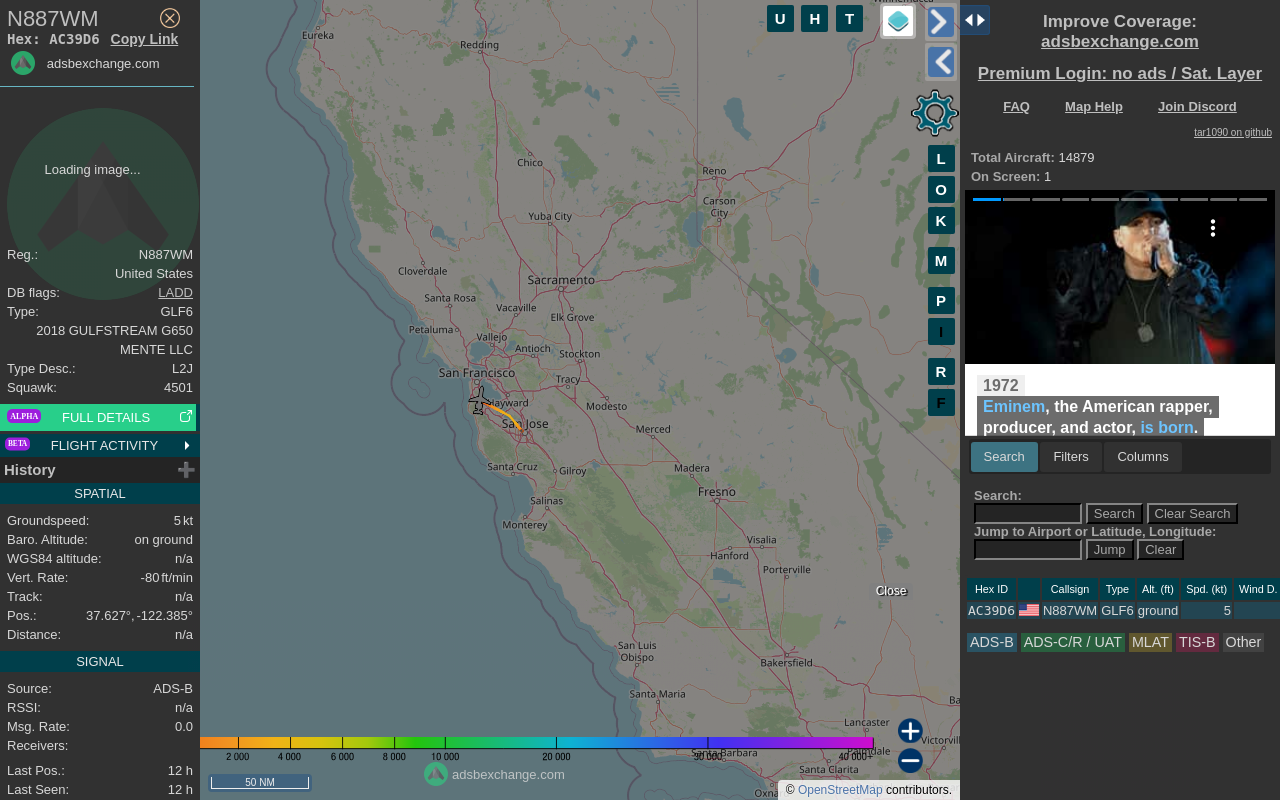 N887WM
Hex: AC39D6 Copy Link
adsbexchange.com
Loading image...
Reg.: N887WM
United States
DB flags: LADD
Type: GLF6
2018 GULFSTREAM G650
MENTE LLC
Type Desc.: L2J
Squawk: 4501
ALPHA FULL DETAILS
BETA FLIGHT ACTIVITY
History
SPATIAL
Groundspeed: 5 kt
Baro. Altitude: on ground
WGS84 altitude: n/a
Vert. Rate: -80 ft/min
Track: n/a
Pos.: 37.627°, -122.385°
Distance: n/a
SIGNAL
Source: ADS-B
RSSI: n/a
Msg. Rate: 0.0
Receivers:
Last Pos.: 12 h
Last Seen: 12 h
U H T
L
O
K
M
P
I
R
F
Eureka
Redding
Chico
Reno
Carson
City
Yuba City
Cloverdale
Sacramento
Santa Rosa
Vacaville
Elk Grove
Petaluma
Vallejo
Antioch
Stockton
San Francisco
Tracy
Hayward
Modesto
San Jose
Merced
Santa Cruz
Gilroy
Madera
Salinas
Fresno
Monterey
Visalia
Hanford
Porterville
Close
San Luis
Obispo
Bakersfield
Santa Maria
Lancaster
Santa Barbara
Palmdale
Santa Clarita
2 000 4 000 6 000 8 000 10 000 20 000 30 000 40 000+
adsbexchange.com
50 NM
© OpenStreetMap contributors.
Improve Coverage:
adsbexchange.com
Premium Login: no ads / Sat. Layer
FAQ Map Help Join Discord
tar1090 on github
Total Aircraft: 14879
On Screen: 1
1972
Eminem, the American rapper,
producer, and actor, is born.
Search Filters Columns
Search:
Search Clear Search
Jump to Airport or Latitude, Longitude:
Jump Clear
Hex ID Callsign Type Alt. (ft) Spd. (kt) Wind D.
AC39D6 N887WM GLF6 ground 5
ADS-B ADS-C/R / UAT MLAT TIS-B Other